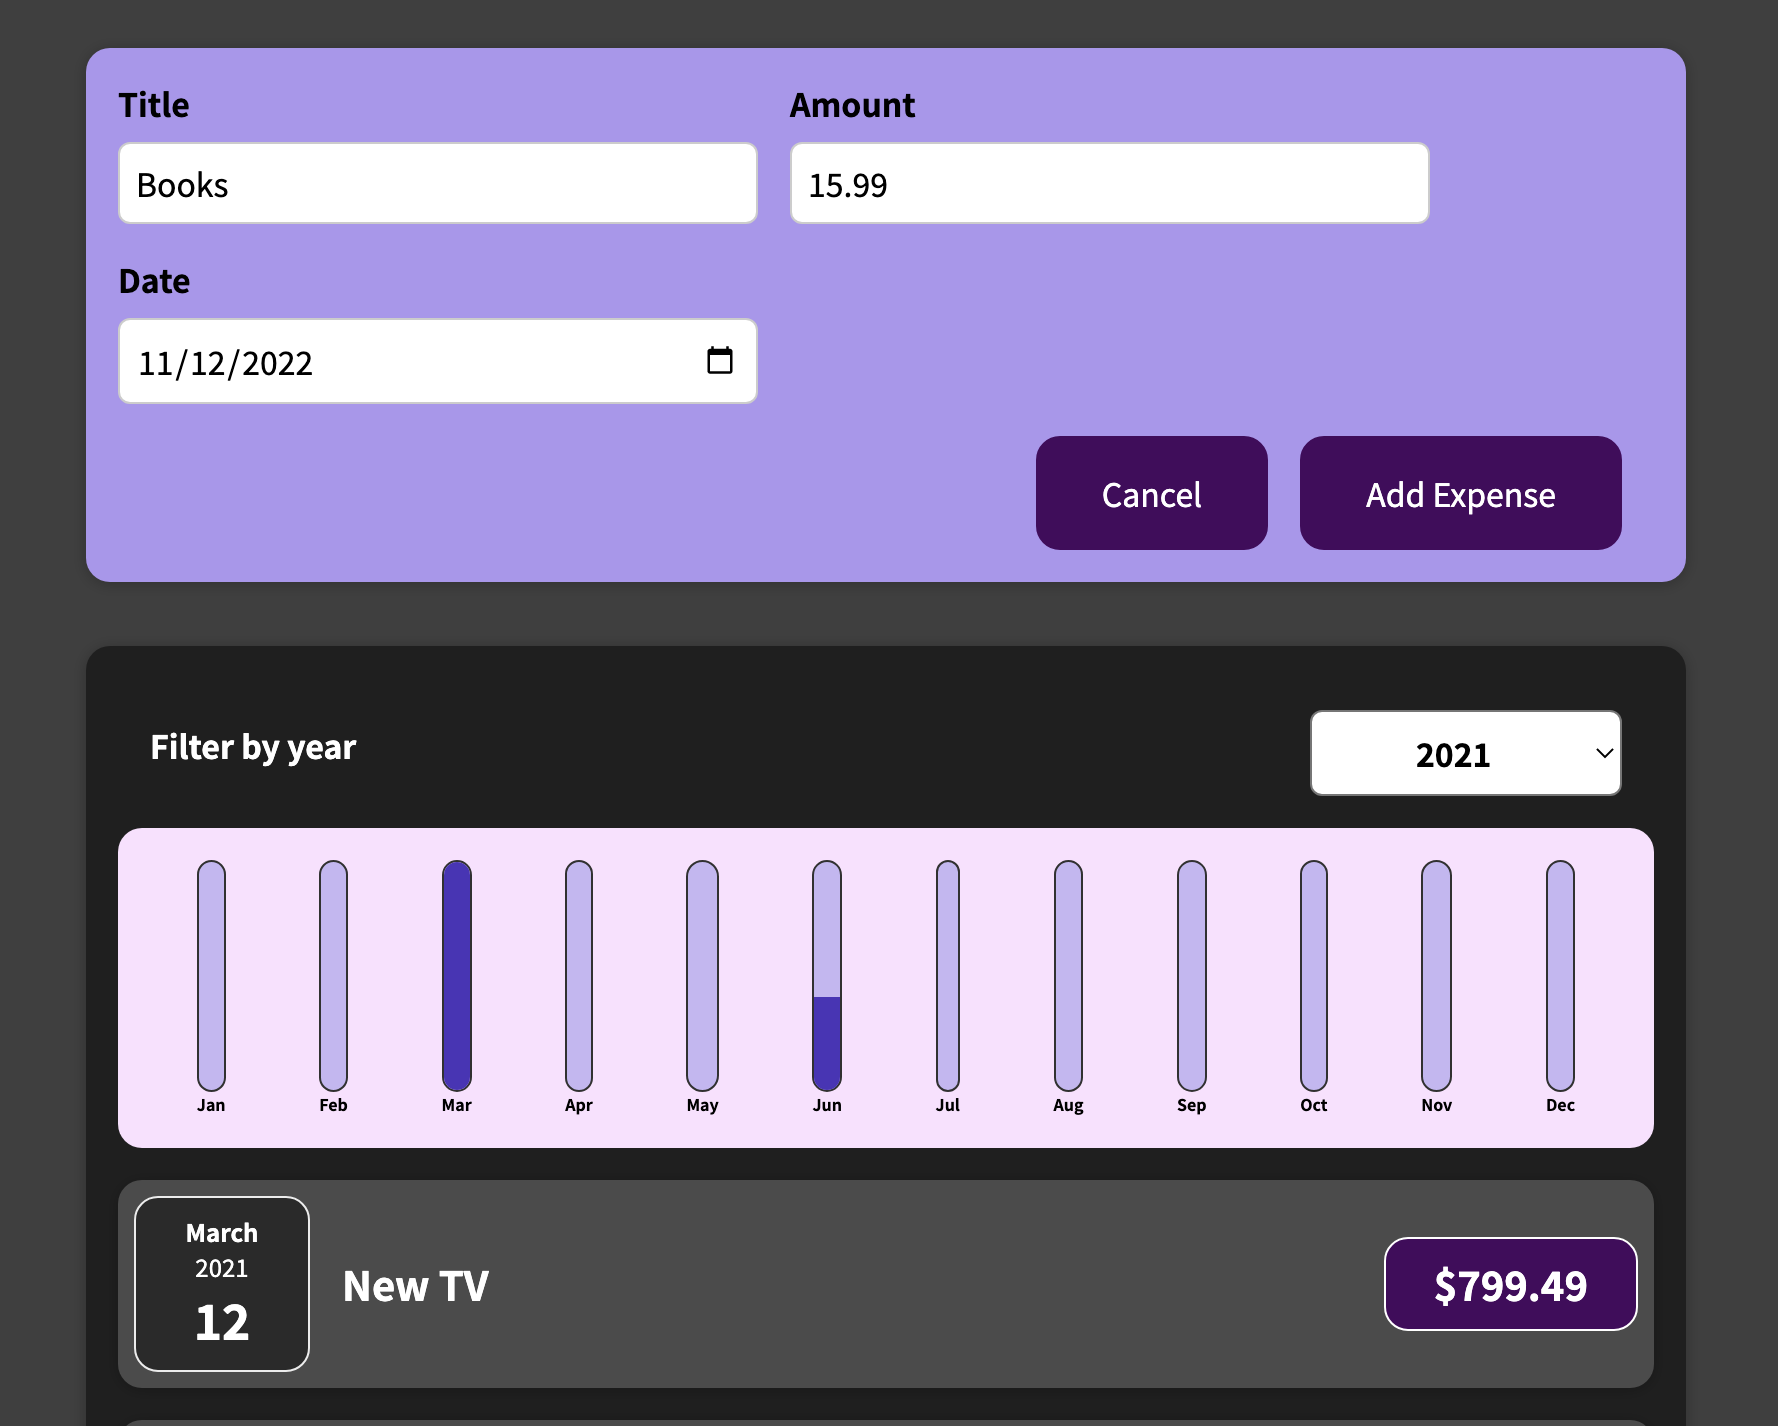 Title
Amount
Books
15.99
Date
11/12/2022
Cancel
Add Expense
Filter by year
2021
Jan
Feb
Mar
Apr
May
Jun
Jul
Aug
Sep
Oct
Nov
Dec
March
2021
12
New TV
$799.49